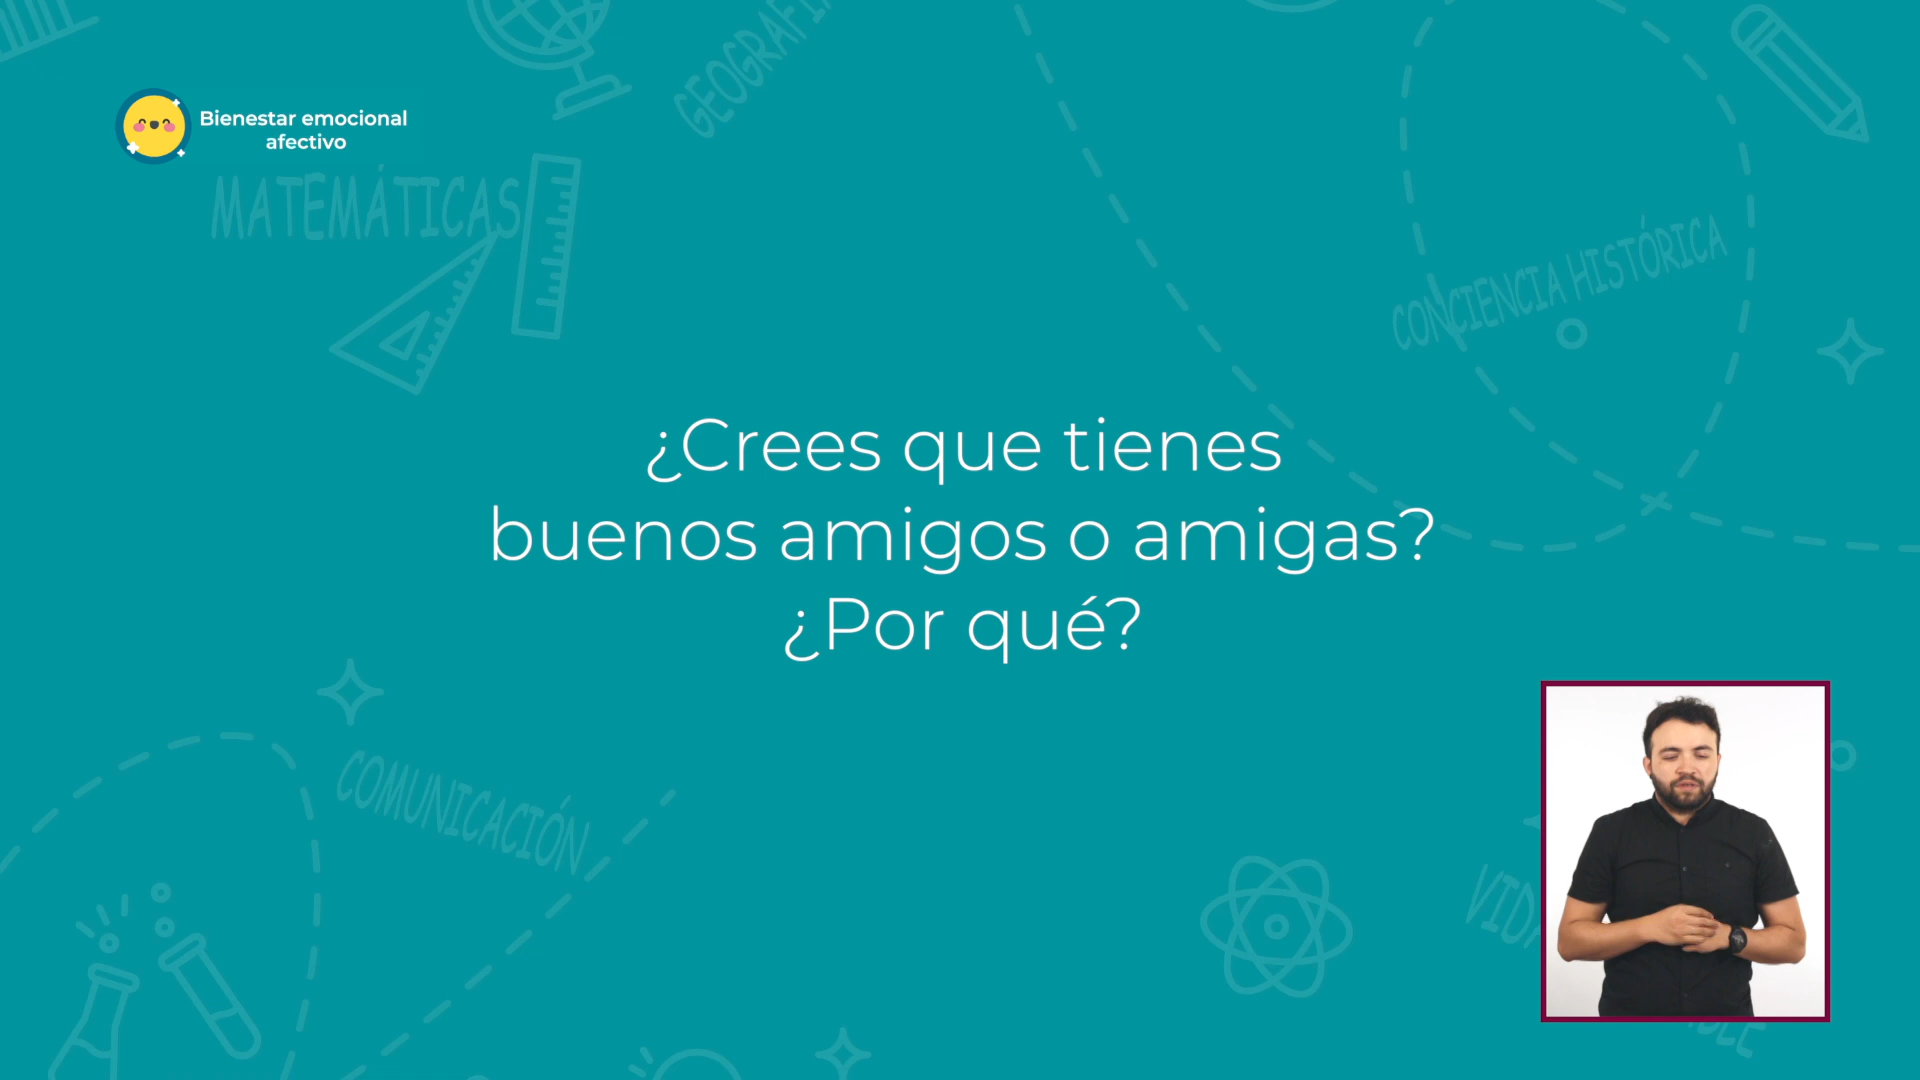 GEOGRAFÍA
Bienestar emocional
afectivo
MATEMÁTICAS
CONCIENCIA HISTÓRICA
¿Crees que tienes
buenos amigos o amigas?
¿Por qué?
COMUNICACIÓN